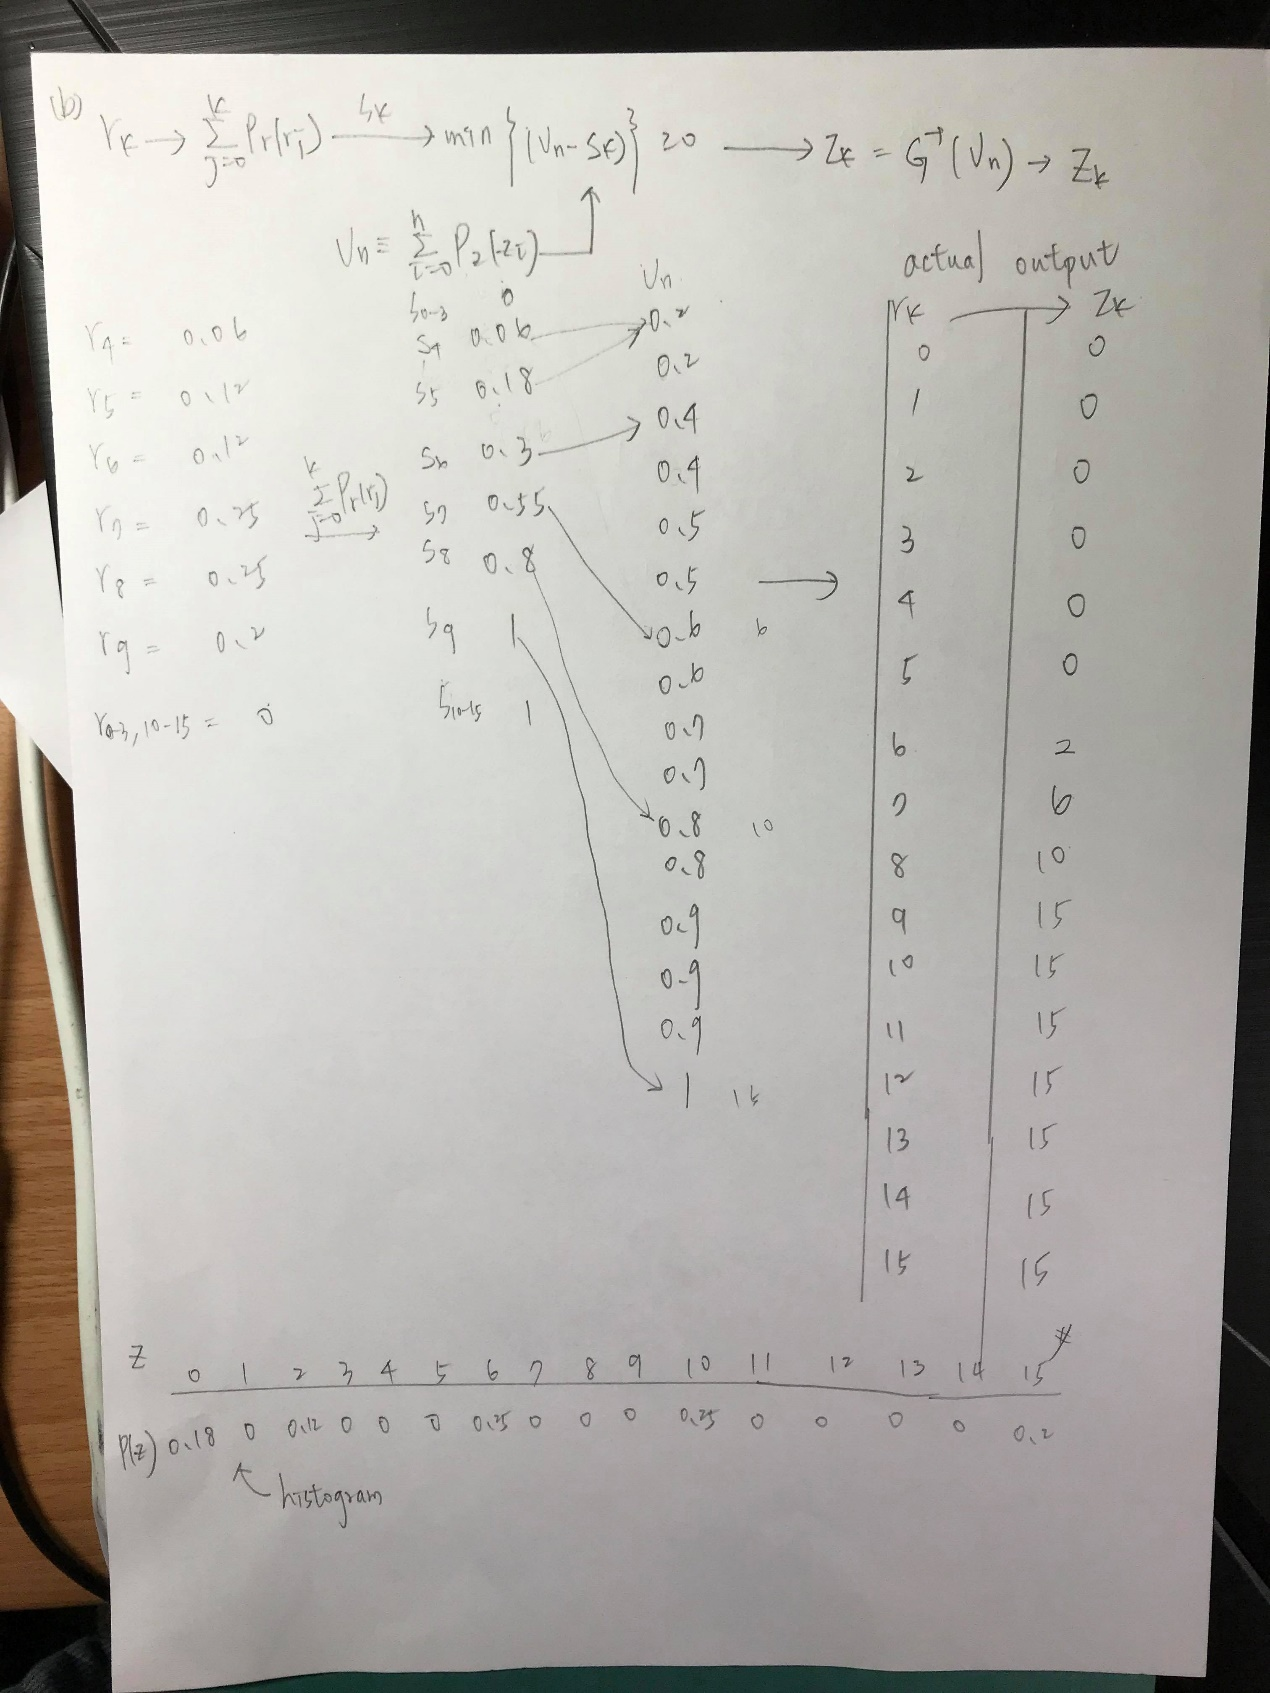 (b)
rk → Σ(j=0 to k) Pr(rj) —Sk→ min{(Vn-Sk)} ≥0 → Zk = G⁻¹(Vn) → Zk
Vn ≡ Σ(i=0 to n) Pz(zi)
actual output
rk → Zk
0 0
1 0
2 0
3 0
4 0
5 0
6 2
7 6
8 10
9 15
10 15
11 15
12 15
13 15
14 15
15 15
r4 = 0.06
r5 = 0.12
r6 = 0.12
r7 = 0.25
r8 = 0.25
r9 = 0.2
r0-3, 10-15 = 0
Σ(j=0 to k) Pr(rj) →
S0-3 0
S4 0.06
S5 0.18
S6 0.3
S7 0.55
S8 0.8
S9 1
S10-15 1
Vn
0.2
0.2
0.4
0.4
0.5
0.5 →
0.6 6
0.6
0.7
0.7
0.8 10
0.8
0.9
0.9
0.9
1 15
Z 0 1 2 3 4 5 6 7 8 9 10 11 12 13 14 15
P(z) 0.18 0 0.12 0 0 0 0.25 0 0 0 0.25 0 0 0 0 0.2
histogram